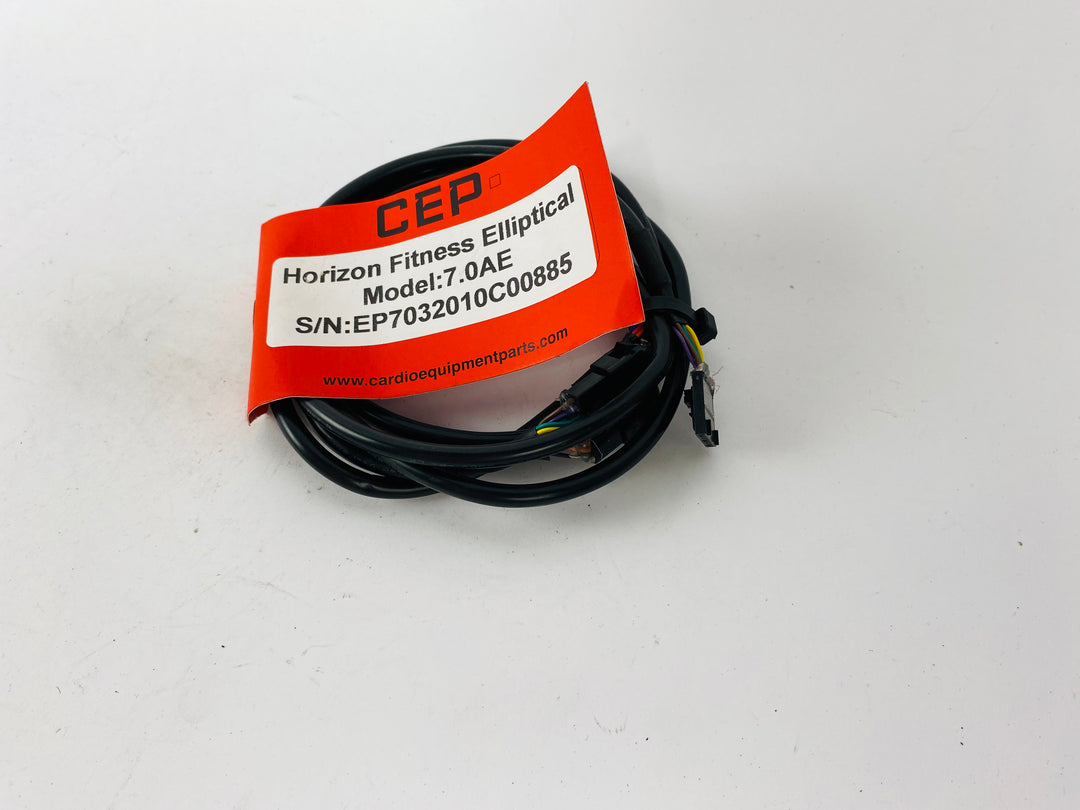 CEP
Horizon Fitness Elliptical
Model:7.0AE
S/N:EP7032010C00885
www.cardioequipmentparts.com